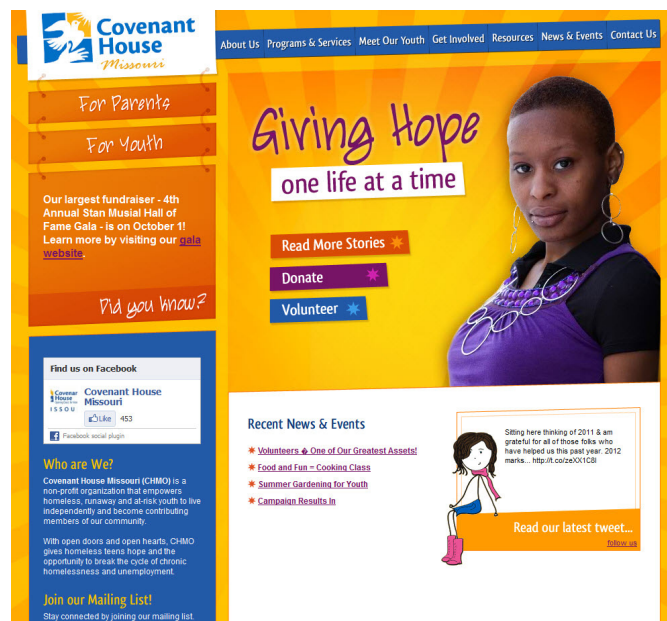 Covenant
House
Missouri
About Us
Programs & Services
Meet Our Youth
Get Involved
Resources
News & Events
Contact Us
For Parents
For Youth
Our largest fundraiser - 4th
Annual Stan Musial Hall of
Fame Gala - is on October 1!
Learn more by visiting our gala
website.
Did you know?
Giving Hope
one life at a time
Read More Stories
Donate
Volunteer
Find us on Facebook
Covenant House
Missouri
Like 453
Facebook social plugin
Who are We?
Covenant House Missouri (CHMO) is a
non-profit organization that empowers
homeless, runaway and at-risk youth to live
independently and become contributing
members of our community.
With open doors and open hearts, CHMO
gives homeless teens hope and the
opportunity to break the cycle of chronic
homelessness and unemployment.
Join our Mailing List!
Stay connected by joining our mailing list.
Recent News & Events
Volunteers � One of Our Greatest Assets!
Food and Fun = Cooking Class
Summer Gardening for Youth
Campaign Results In
Sitting here thinking of 2011 & am
grateful for all of those folks who
have helped us this past year. 2012
marks... http://t.co/zeXX1C8l
Read our latest tweet...
follow us